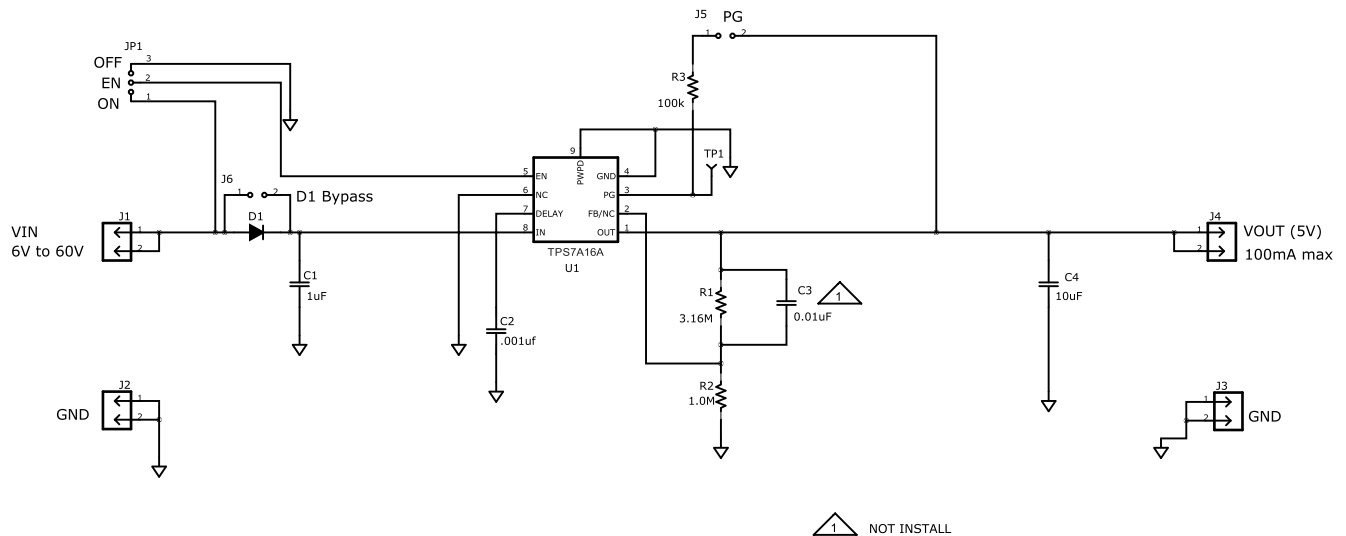 J5 PG
1 2
JP1
OFF 3
EN 2
ON 1
R3
100k
TP1
9
PWPD
5 EN GND 4
6 NC PG 3
7 DELAY FB/NC 2
8 IN OUT 1
TPS7A16A
U1
J6
1 2 D1 Bypass
D1
VIN
6V to 60V
J1
1
2
C1
1uF
C2
.001uf
R1
3.16M
C3
0.01uF
1
R2
1.0M
C4
10uF
J4
1
2
VOUT (5V)
100mA max
J2
GND
1
2
J3
1
2
GND
1 NOT INSTALL